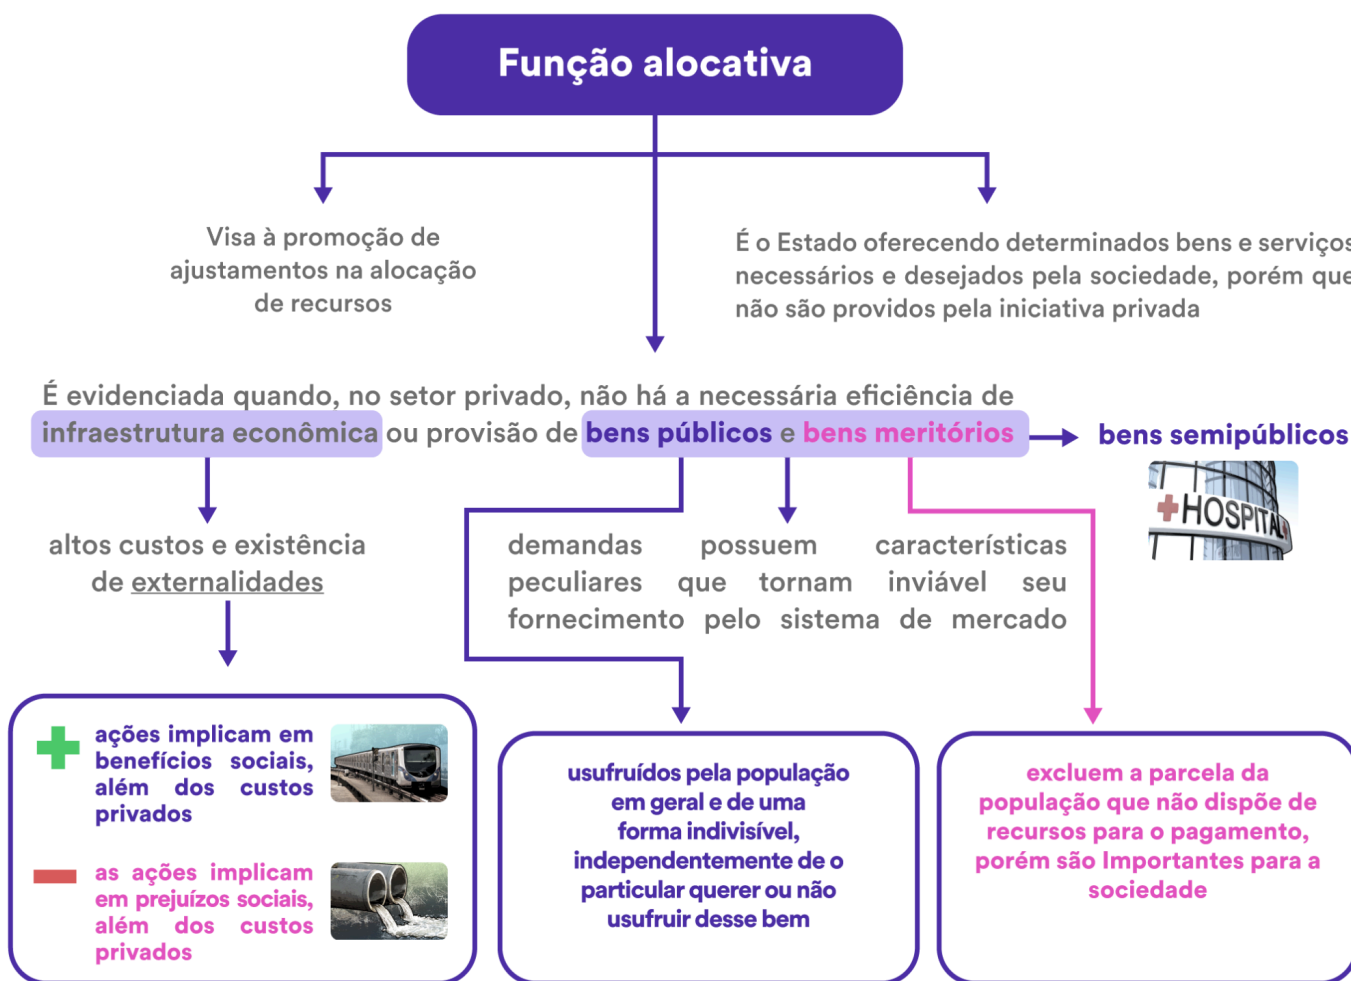 Função alocativa
Visa à promoção de
ajustamentos na alocação
de recursos
É o Estado oferecendo determinados bens e serviços
necessários e desejados pela sociedade, porém que
não são providos pela iniciativa privada
É evidenciada quando, no setor privado, não há a necessária eficiência de
infraestrutura econômica ou provisão de bens públicos e bens meritórios
bens semipúblicos
HOSPITAL
altos custos e existência
de externalidades
demandas possuem características
peculiares que tornam inviável seu
fornecimento pelo sistema de mercado
ações implicam em
benefícios sociais,
além dos custos
privados
as ações implicam
em prejuízos sociais,
além dos custos
privados
usufruídos pela população
em geral e de uma
forma indivisível,
independentemente de o
particular querer ou não
usufruir desse bem
excluem a parcela da
população que não dispõe de
recursos para o pagamento,
porém são Importantes para a
sociedade